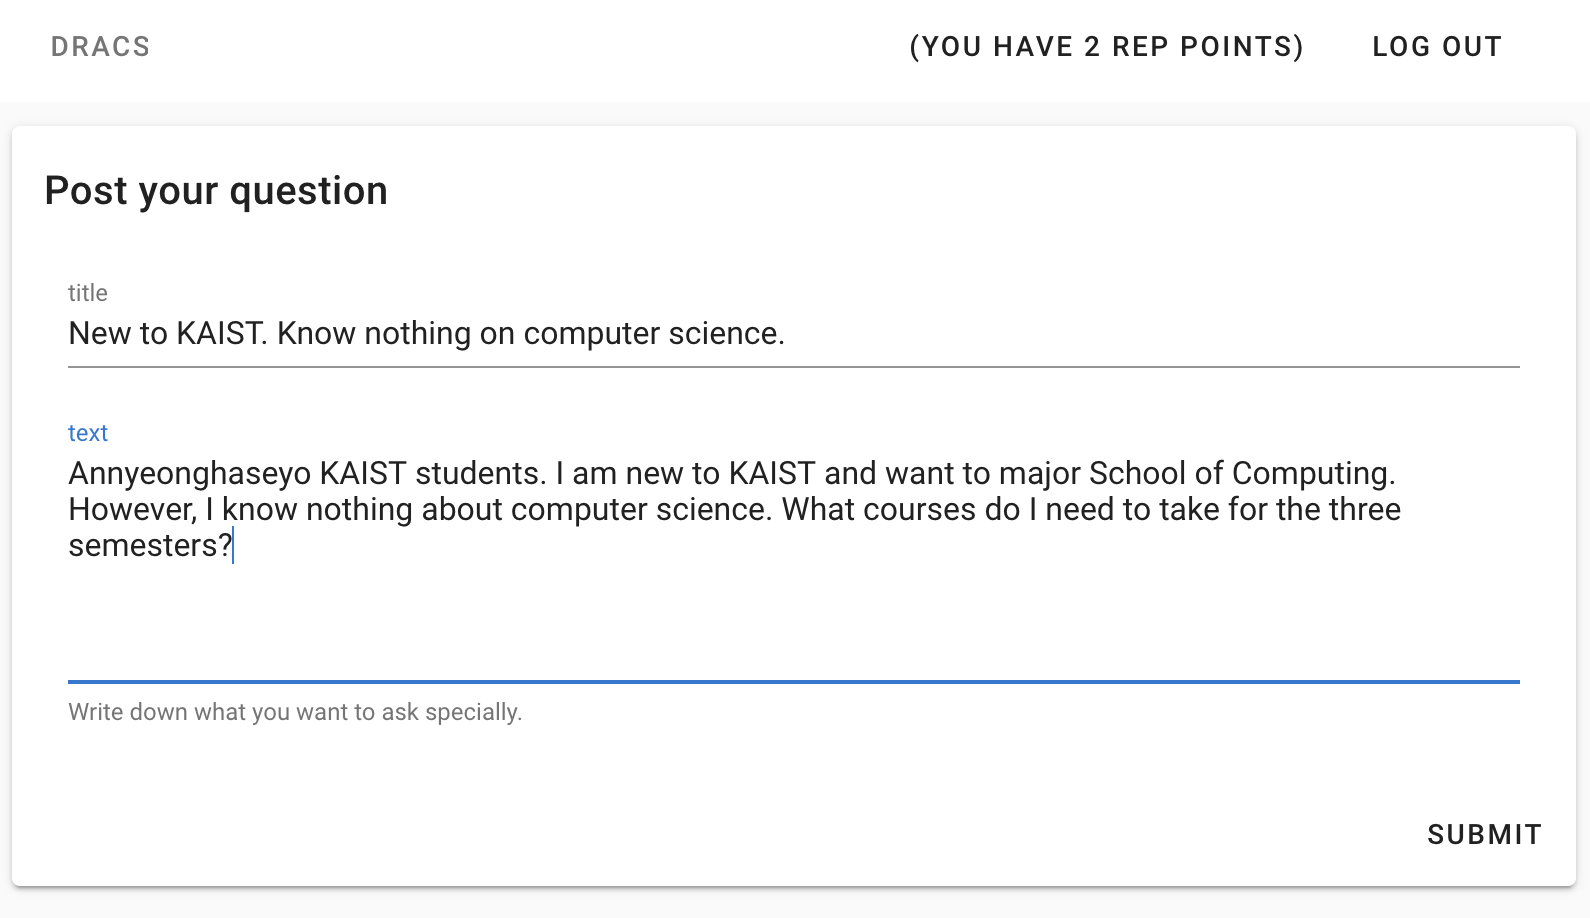 DRACS
(YOU HAVE 2 REP POINTS)
LOG OUT
Post your question
title
New to KAIST. Know nothing on computer science.
text
Annyeonghaseyo KAIST students. I am new to KAIST and want to major School of Computing.
However, I know nothing about computer science. What courses do I need to take for the three
semesters?
Write down what you want to ask specially.
SUBMIT